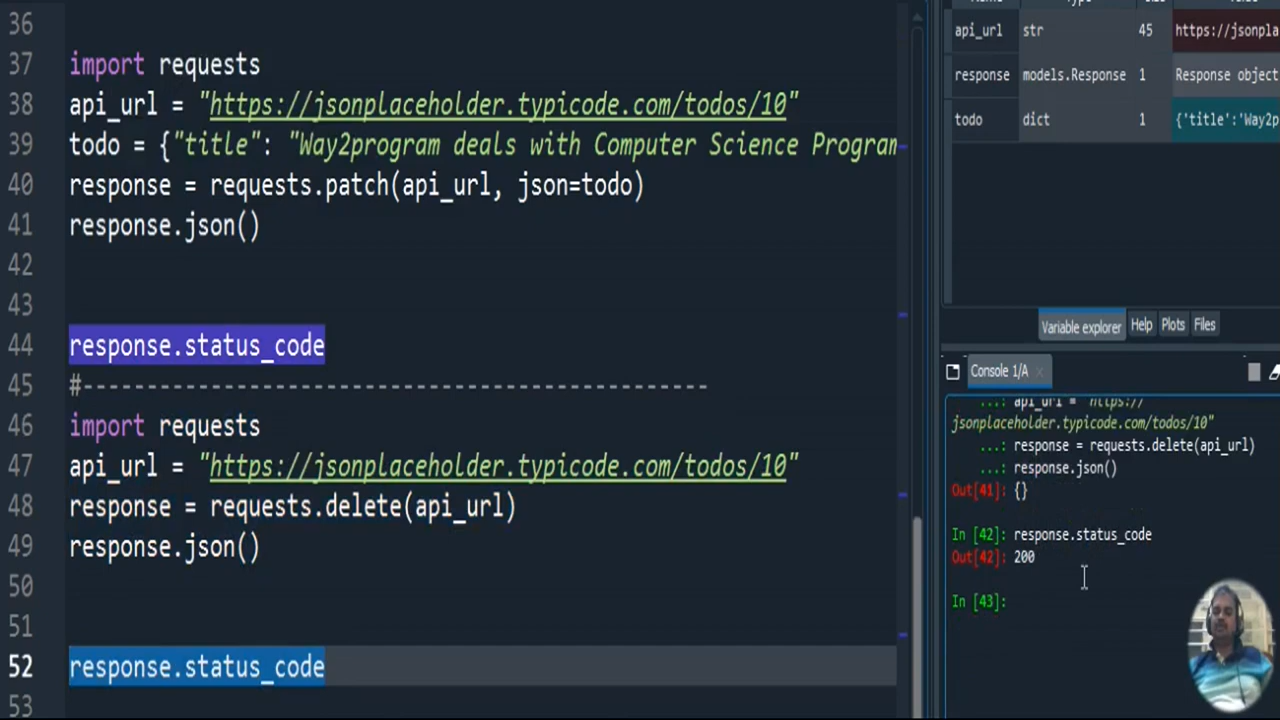 36
37 import requests
38 api_url = "https://jsonplaceholder.typicode.com/todos/10"
39 todo = {"title": "Way2program deals with Computer Science Program
40 response = requests.patch(api_url, json=todo)
41 response.json()
42
43
44 response.status_code
45 #------------------------------------------------
46 import requests
47 api_url = "https://jsonplaceholder.typicode.com/todos/10"
48 response = requests.delete(api_url)
49 response.json()
50
51
52 response.status_code
53
api_url str 45 https://jsonpla
response models.Response 1 Response object
todo dict 1 {'title':'Way2p
Variable explorer Help Plots Files
Console 1/A
...: api_url = "https://
jsonplaceholder.typicode.com/todos/10"
...: response = requests.delete(api_url)
...: response.json()
Out[41]: {}
In [42]: response.status_code
Out[42]: 200
In [43]: